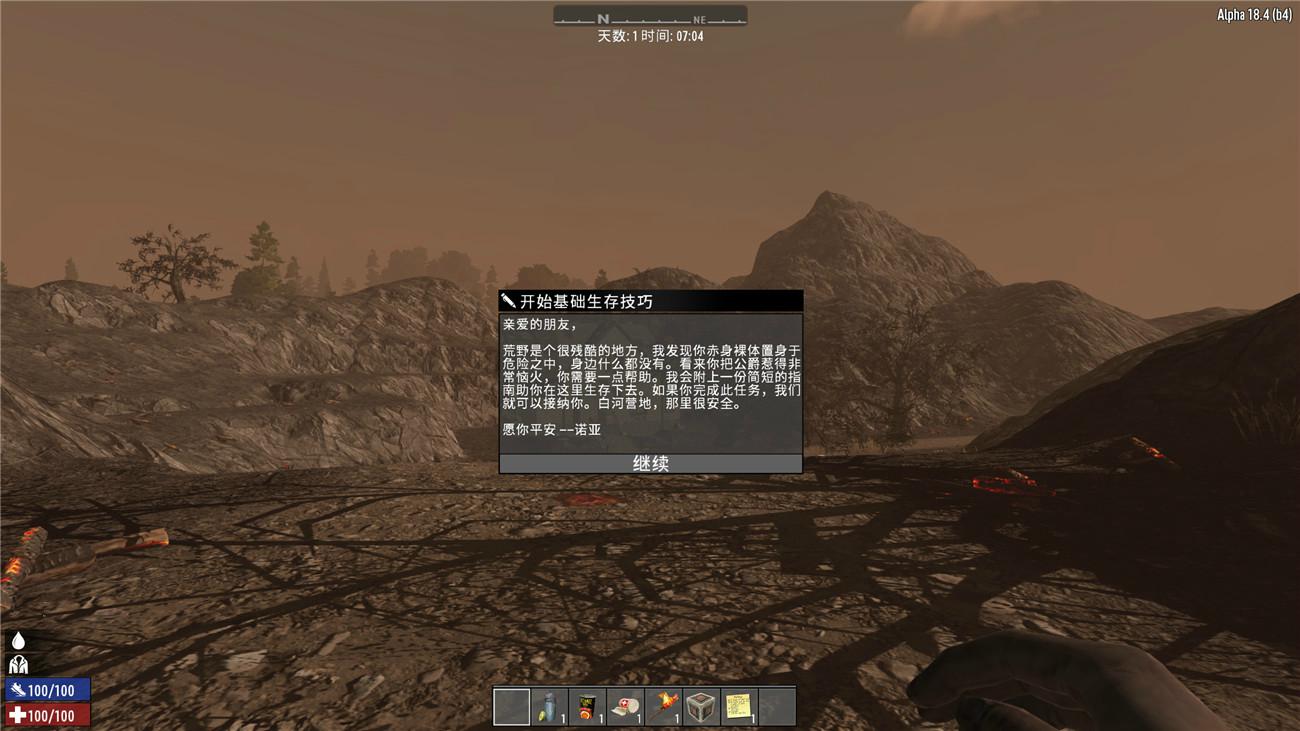 N NE
天数: 1 时间: 07:04
Alpha 18.4 (b4)
开始基础生存技巧
亲爱的朋友，
荒野是个很残酷的地方，我发现你赤身裸体置身于
危险之中，身边什么都没有。看来你把公爵惹得非
常恼火，你需要一点帮助。我会附上一份简短的指
南助你在这里生存下去。如果你完成此任务，我们
就可以接纳你。白河营地，那里很安全。
愿你平安 --诺亚
继续
100/100
100/100
1 1 1 1 1